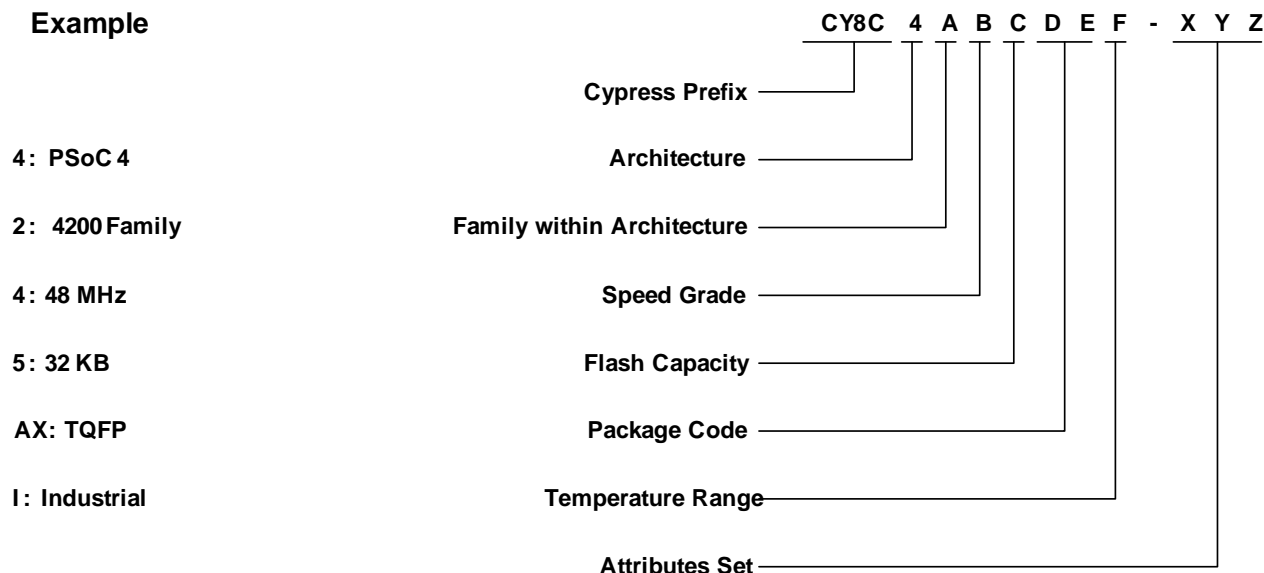 Example CY8C 4 A B C D E F - X Y Z
Cypress Prefix
4: PSoC 4 Architecture
2: 4200 Family Family within Architecture
4: 48 MHz Speed Grade
5: 32 KB Flash Capacity
AX: TQFP Package Code
I: Industrial Temperature Range
Attributes Set